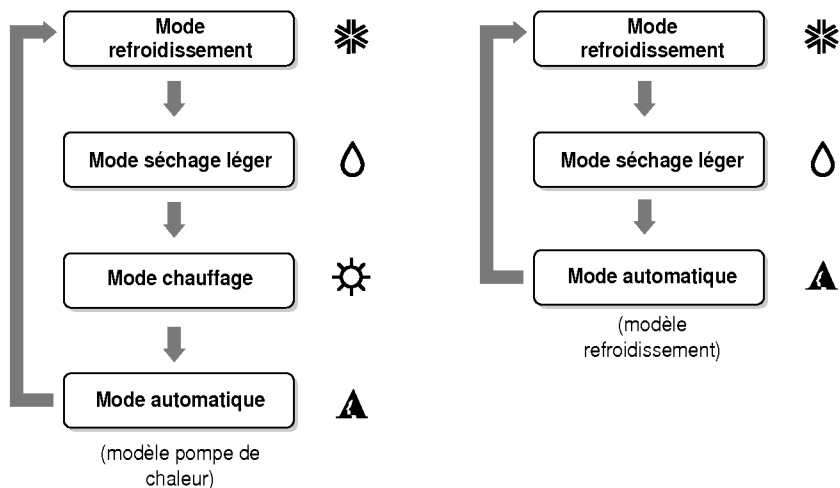 Mode
refroidissement
Mode séchage léger
Mode chauffage
Mode automatique
(modèle pompe de
chaleur)
Mode
refroidissement
Mode séchage léger
Mode automatique
(modèle
refroidissement)